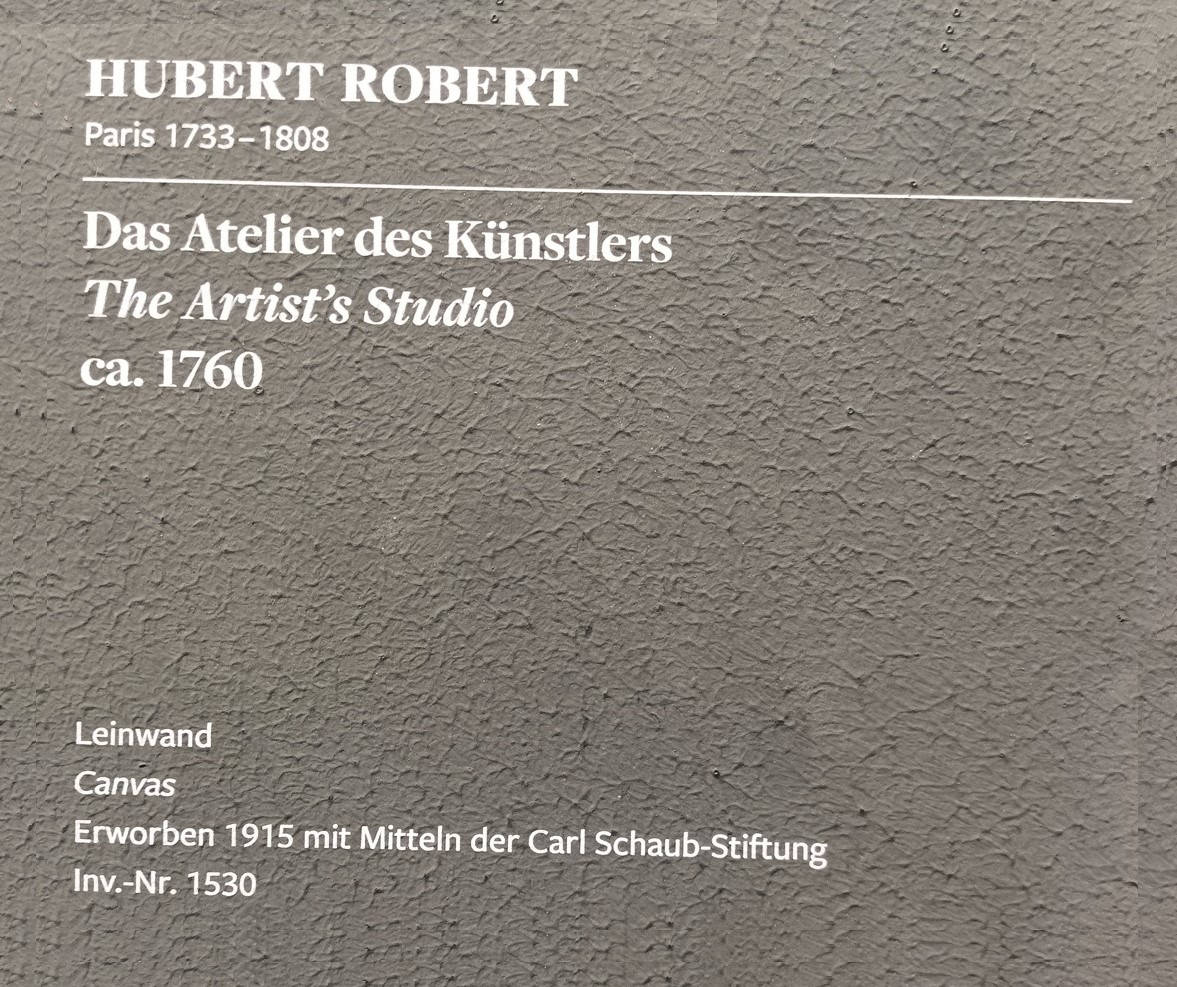 HUBERT ROBERT
Paris 1733–1808
Das Atelier des Künstlers
The Artist's Studio
ca. 1760
Leinwand
Canvas
Erworben 1915 mit Mitteln der Carl Schaub-Stiftung
Inv.-Nr. 1530